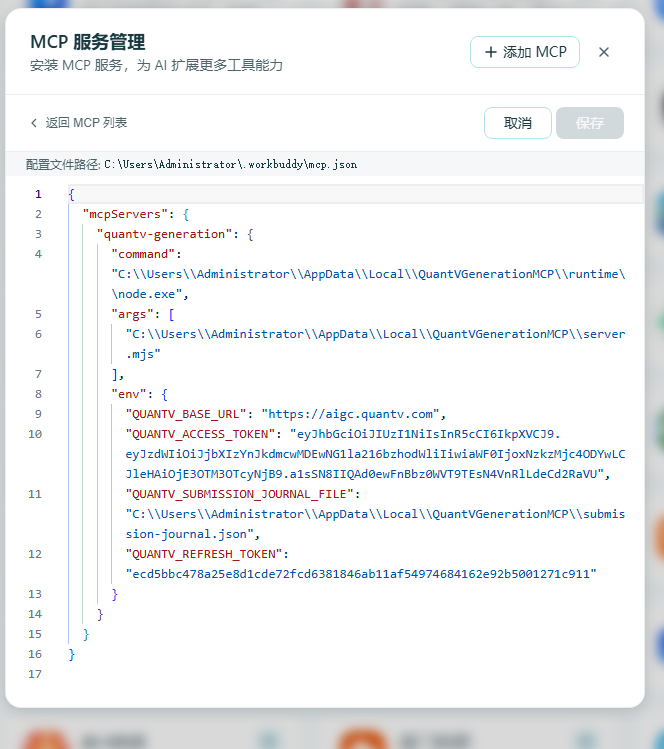 MCP 服务管理
安装 MCP 服务，为 AI 扩展更多工具能力
+ 添加 MCP
返回 MCP 列表
取消
保存
配置文件路径: C:\Users\Administrator\.workbuddy\mcp.json
1 {
2 "mcpServers": {
3 "quantv-generation": {
4 "command":
"C:\\Users\\Administrator\\AppData\\Local\\QuantVGenerationMCP\\runtime\
\node.exe",
5 "args": [
6 "C:\\Users\\Administrator\\AppData\\Local\\QuantVGenerationMCP\\server
.mjs"
7 ],
8 "env": {
9 "QUANTV_BASE_URL": "https://aigc.quantv.com",
10 "QUANTV_ACCESS_TOKEN": "eyJhbGciOiJIUzI1NiIsInR5cCI6IkpXVCJ9.
eyJzdWIiOiJjbXIzYnJkdmcwMDEwNG1la216bzhodWliIiwiaWF0IjoxNzkzMjc4ODYwLC
JleHAiOjE3OTM3OTcyNjB9.a1sSN8IIQAd0ewFnBbz0WVT9TEsN4VnRlLdeCd2RaVU",
11 "QUANTV_SUBMISSION_JOURNAL_FILE":
"C:\\Users\\Administrator\\AppData\\Local\\QuantVGenerationMCP\\submis
sion-journal.json",
12 "QUANTV_REFRESH_TOKEN":
"ecd5bbc478a25e8d1cde72fcd6381846ab11af54974684162e92b5001271c911"
13 }
14 }
15 }
16 }
17